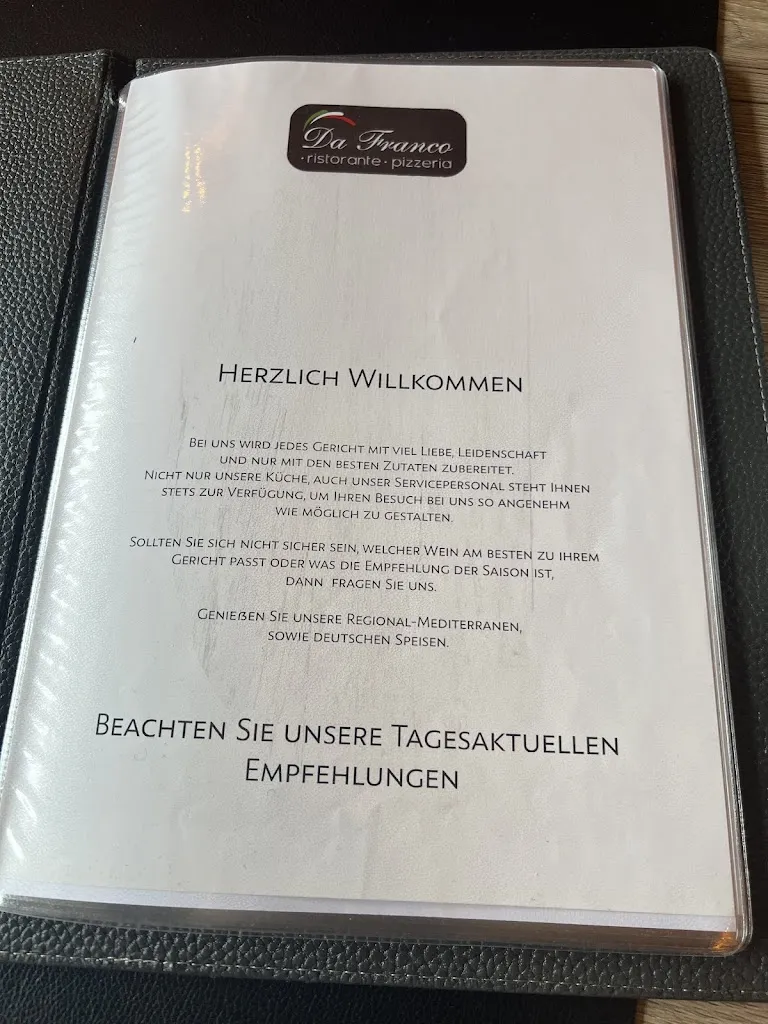 Da Franco
· ristorante · pizzeria
Herzlich Willkommen
Bei uns wird jedes Gericht mit viel Liebe, Leidenschaft
und nur mit den besten Zutaten zubereitet.
Nicht nur unsere Küche, auch unser Servicepersonal steht Ihnen
stets zur Verfügung, um Ihren Besuch bei uns so angenehm
wie möglich zu gestalten.
Sollten Sie sich nicht sicher sein, welcher Wein am besten zu ihrem
Gericht passt oder was die Empfehlung der Saison ist,
dann fragen Sie uns.
Genießen Sie unsere Regional-Mediterranen,
sowie deutschen Speisen.
Beachten Sie unsere Tagesaktuellen
Empfehlungen